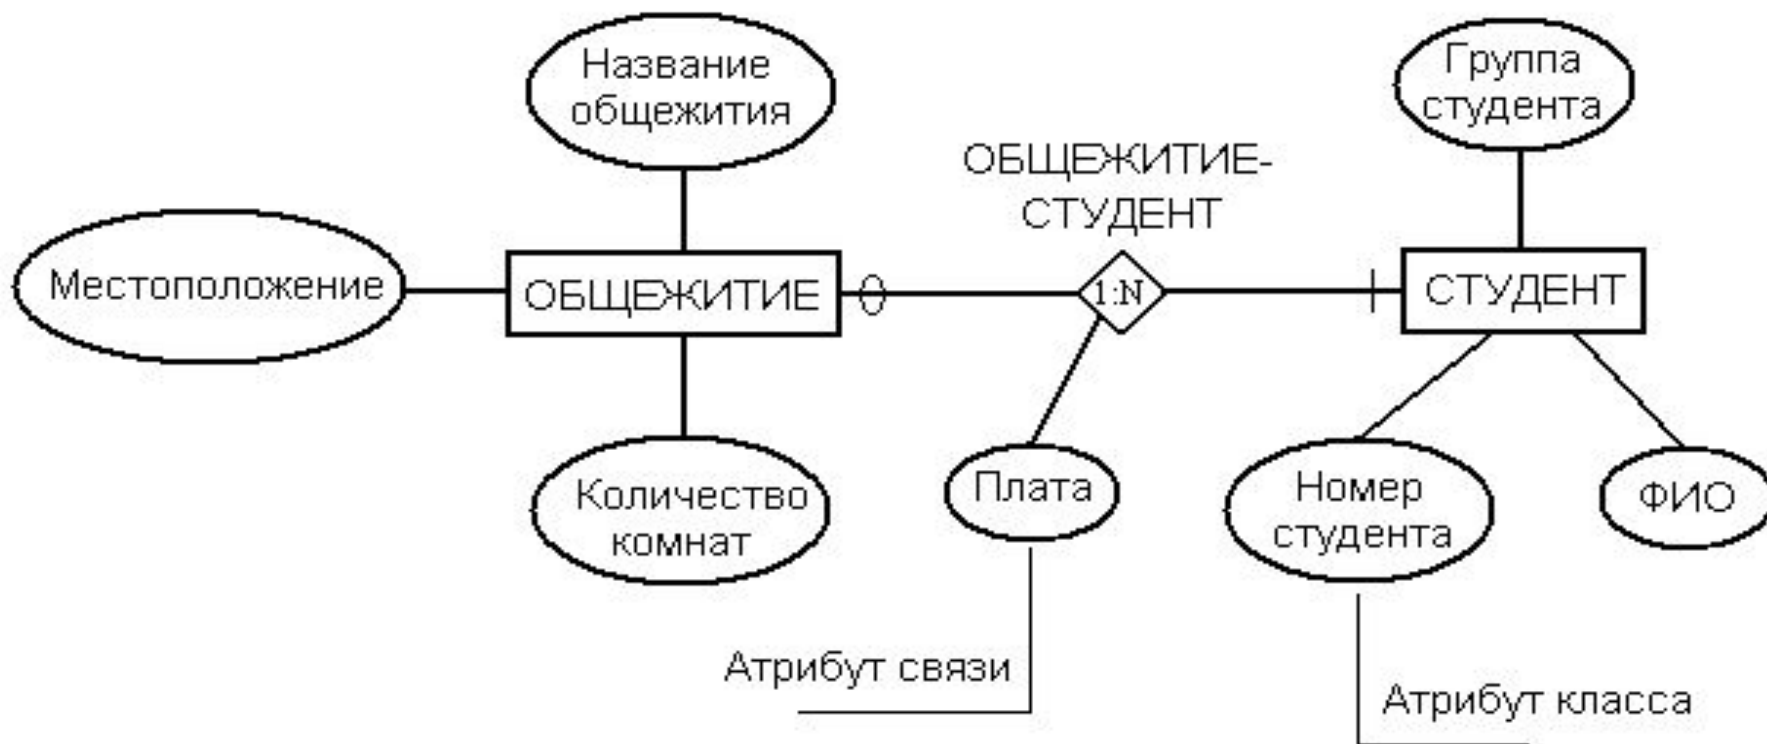 Название
общежития
Группа
студента
ОБЩЕЖИТИЕ-
СТУДЕНТ
Местоположение
ОБЩЕЖИТИЕ
1:N
СТУДЕНТ
Количество
комнат
Плата
Номер
студента
ФИО
Атрибут связи
Атрибут класса